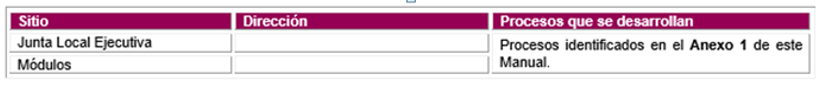 Sitio Dirección Procesos que se desarrollan
Junta Local Ejecutiva
Procesos identificados en el Anexo 1 de este
Manual.
Módulos